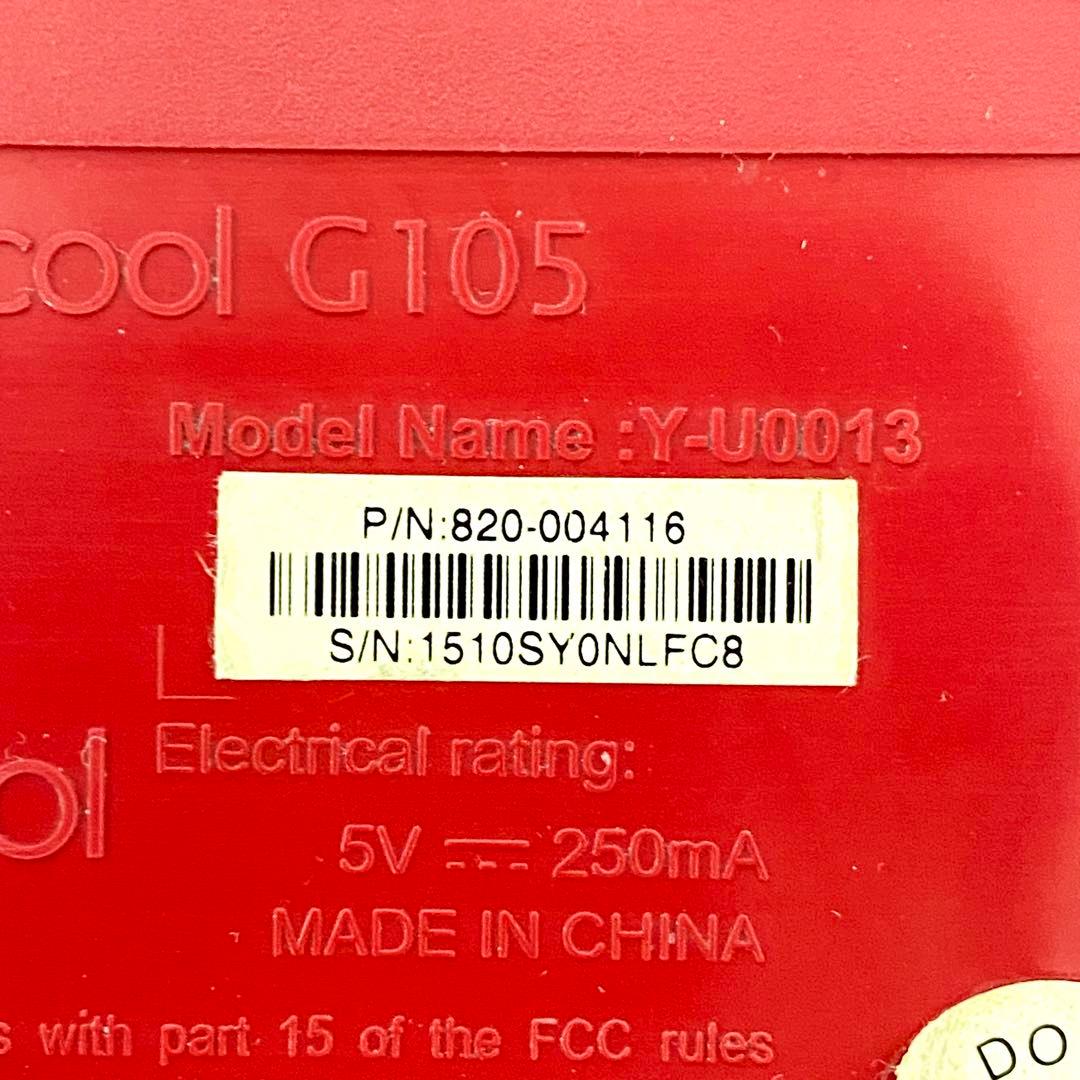 cool G105
Model Name :Y-U0013
P/N:820-004116
S/N:1510SY0NLFC8
Electrical rating:
ol
5V ⎓ 250mA
MADE IN CHINA
s with part 15 of the FCC rules
DO